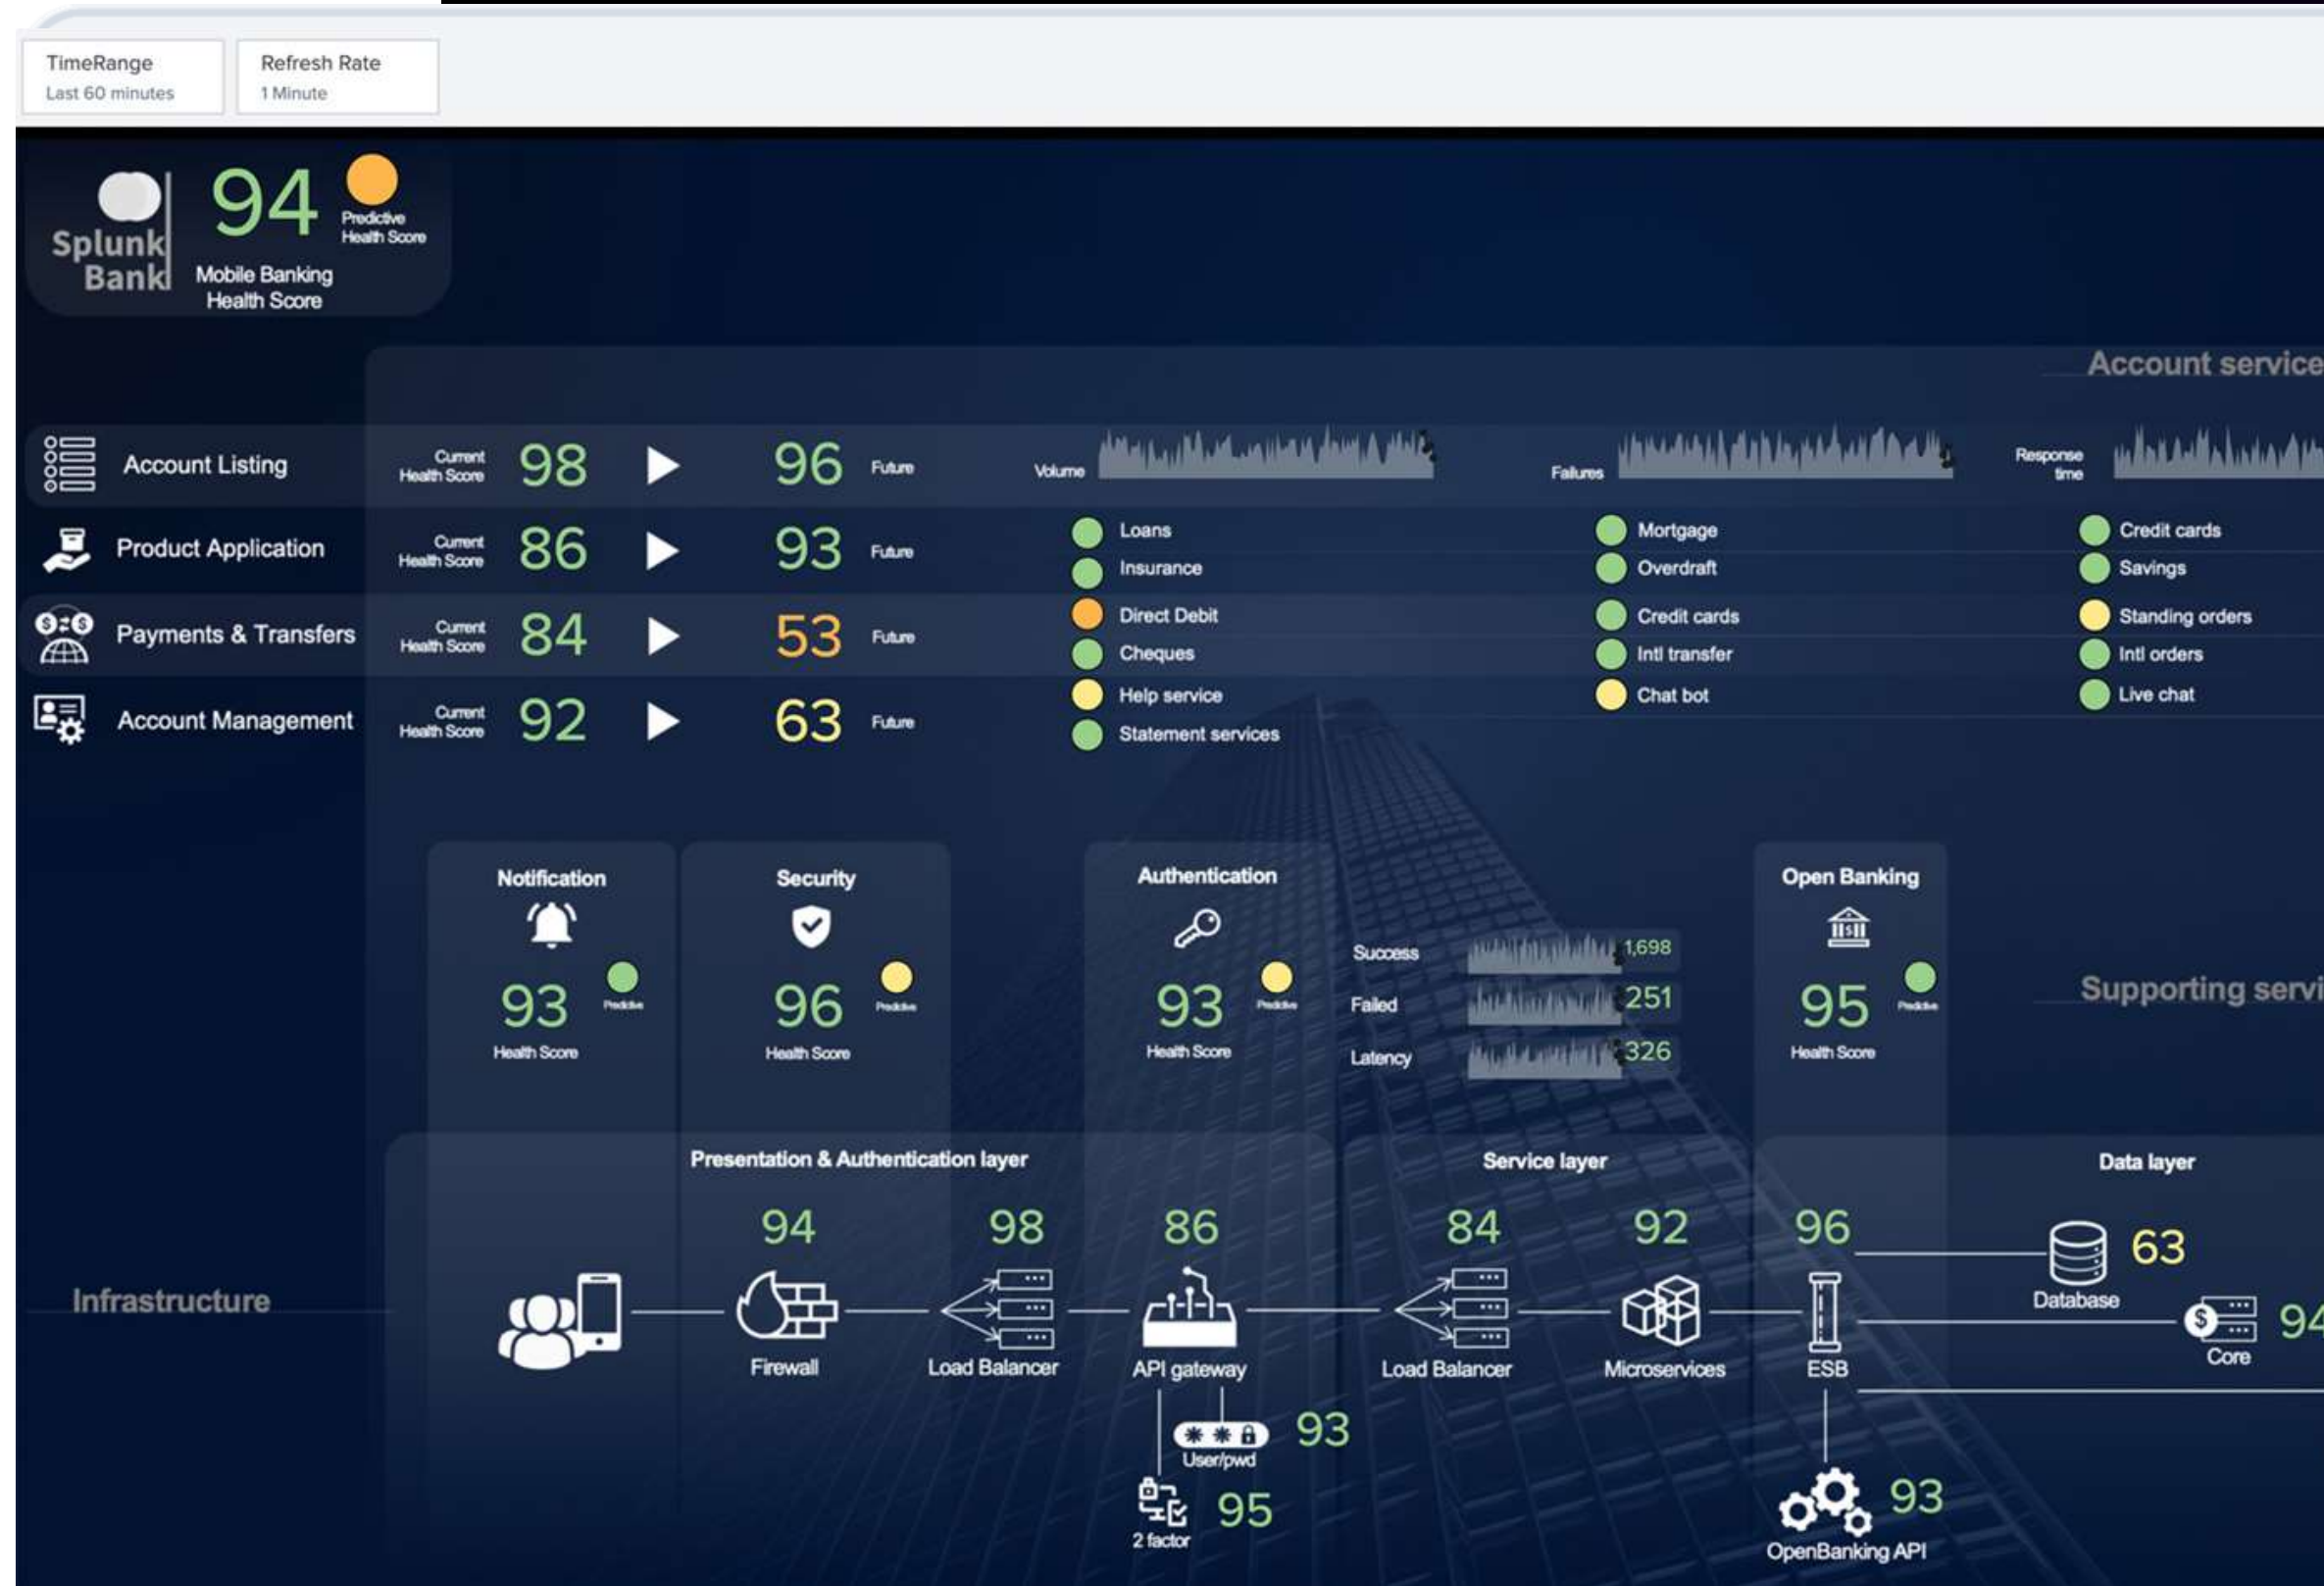 TimeRange
Last 60 minutes
Refresh Rate
1 Minute
Splunk
Bank
94
Predictive
Health Score
Mobile Banking
Health Score
Account service
Account Listing
Current
Health Score
98
96
Future
Volume
Failures
Response
time
Product Application
Current
Health Score
86
93
Future
Loans
Mortgage
Credit cards
Insurance
Overdraft
Savings
Payments & Transfers
Current
Health Score
84
53
Future
Direct Debit
Credit cards
Standing orders
Cheques
Intl transfer
Intl orders
Account Management
Current
Health Score
92
63
Future
Help service
Chat bot
Live chat
Statement services
Notification
93
Predictive
Health Score
Security
96
Predictive
Health Score
Authentication
93
Predictive
Health Score
Success
1,698
Failed
251
Latency
326
Open Banking
95
Predictive
Health Score
Supporting servi
Presentation & Authentication layer
Service layer
Data layer
Infrastructure
94
Firewall
98
Load Balancer
86
API gateway
93
User/pwd
95
2 factor
84
Load Balancer
92
Microservices
96
ESB
93
OpenBanking API
63
Database
94
Core